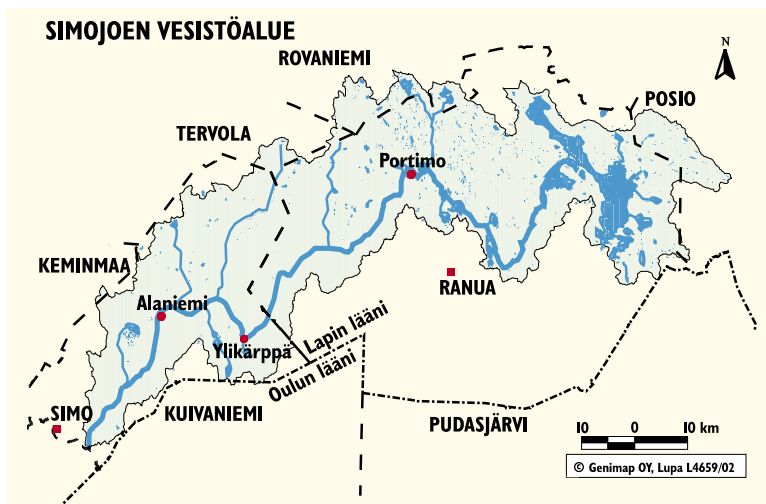 SIMOJOEN VESISTÖALUE
ROVANIEMI
N
POSIO
TERVOLA
Portimo
KEMINMAA
RANUA
Alaniemi
Ylikärppä
Lapin lääni
Oulun lääni
SIMO
KUIVANIEMI
PUDASJÄRVI
10 0 10 km
© Genimap OY, Lupa L4659/02